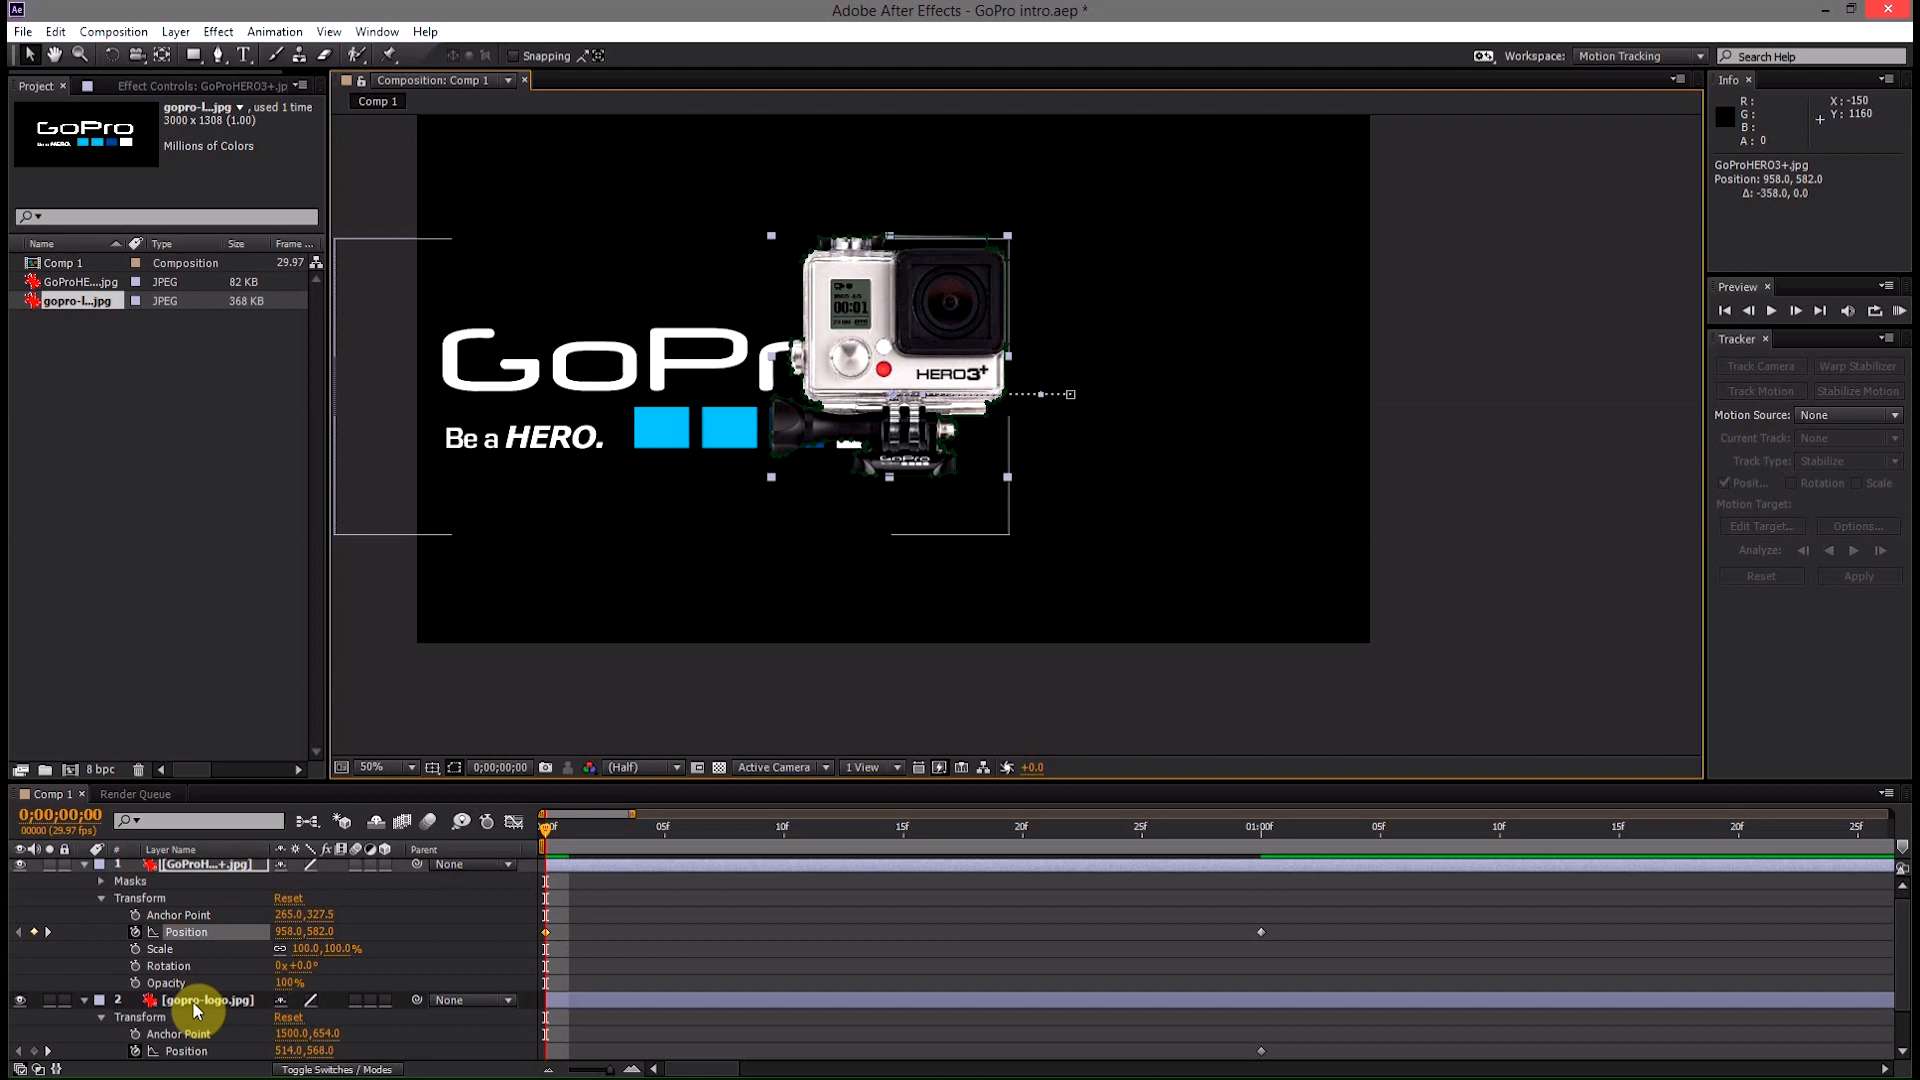 Ae
Adobe After Effects - GoPro intro.aep *
File Edit Composition Layer Effect Animation View Window Help
Snapping
Workspace: Motion Tracking
Search Help
Project × Effect Controls: GoProHERO3+.jp
Composition: Comp 1 ×
Info ×
gopro-l...jpg , used 1 time
3000 x 1308 (1.00)
Millions of Colors
GoPro
Be a HERO.
Comp 1
R:
G:
B:
A: 0
X: -150
Y: 1160
GoProHERO3+.jpg
Position: 958.0, 582.0
Δ: -358.0, 0.0
Name Type Size Frame ...
Comp 1 Composition 29.97
GoProHE....jpg JPEG 82 KB
gopro-l...jpg JPEG 368 KB
Preview ×
Tracker ×
Track Camera Warp Stabilizer
Track Motion Stabilize Motion
Motion Source: None
Current Track: None
Track Type: Stabilize
Posit... Rotation Scale
Motion Target:
Edit Target... Options...
Analyze:
Reset Apply
00:01
HERO3+
GoPr
Be a HERO.
GoPro
8 bpc
50% 0;00;00;00 (Half) Active Camera 1 View +0.0
Comp 1 × Render Queue
0;00;00;00
00000 (29.97 fps)
05f 10f 15f 20f 25f 01:00f 05f 10f 15f 20f 25f
# Layer Name Parent
1 [GoProH...+.jpg] None
Masks
Transform Reset
Anchor Point 265.0,327.5
Position 958.0,582.0
Scale 100.0,100.0%
Rotation 0x+0.0°
Opacity 100%
2 [gopro-logo.jpg] None
Transform Reset
Anchor Point 1500.0,654.0
Position 514.0,568.0
Toggle Switches / Modes